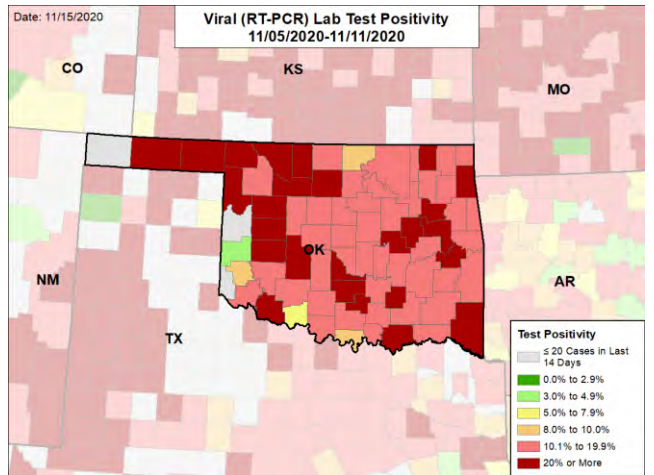 Date: 11/15/2020
Viral (RT-PCR) Lab Test Positivity
11/05/2020-11/11/2020
CO
KS
MO
OK
NM
AR
TX
Test Positivity
≤ 20 Cases in Last
14 Days
0.0% to 2.9%
3.0% to 4.9%
5.0% to 7.9%
8.0% to 10.0%
10.1% to 19.9%
20% or More